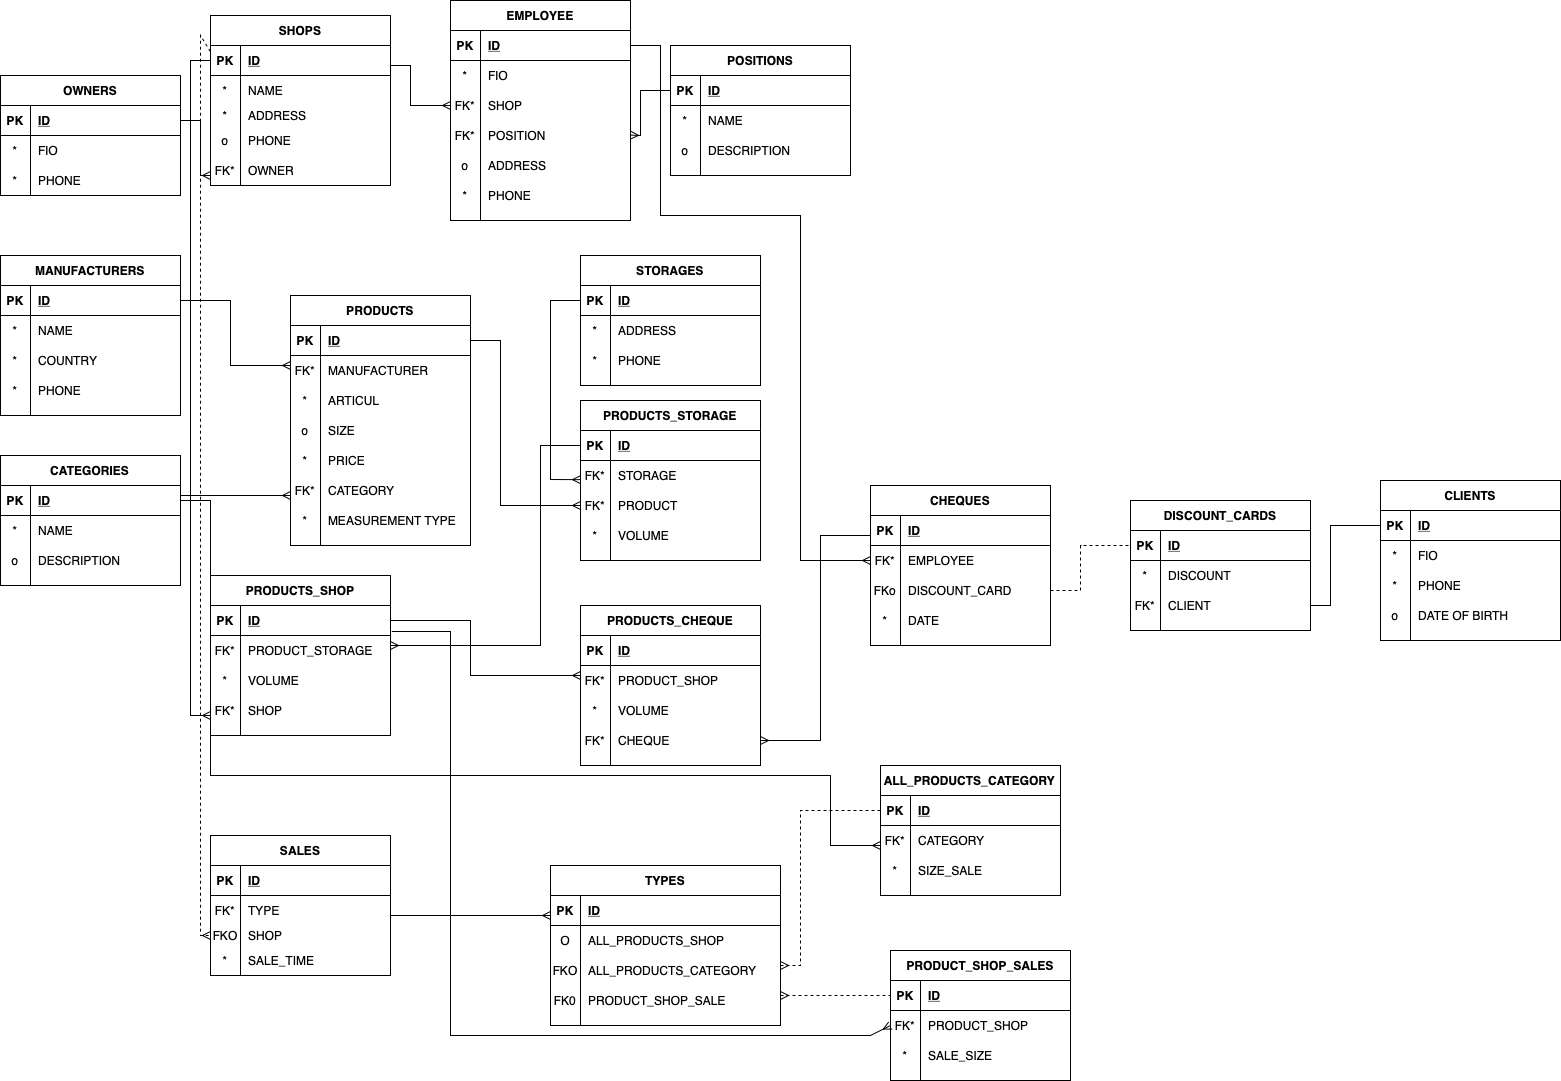 SHOPS
PK ID
* NAME
* ADDRESS
o PHONE
FK* OWNER
EMPLOYEE
PK ID
* FIO
FK* SHOP
FK* POSITION
o ADDRESS
* PHONE
POSITIONS
PK ID
* NAME
o DESCRIPTION
OWNERS
PK ID
* FIO
* PHONE
MANUFACTURERS
PK ID
* NAME
* COUNTRY
* PHONE
PRODUCTS
PK ID
FK* MANUFACTURER
* ARTICUL
o SIZE
* PRICE
FK* CATEGORY
* MEASUREMENT TYPE
STORAGES
PK ID
* ADDRESS
* PHONE
PRODUCTS_STORAGE
PK ID
FK* STORAGE
FK* PRODUCT
* VOLUME
CATEGORIES
PK ID
* NAME
o DESCRIPTION
CHEQUES
PK ID
FK* EMPLOYEE
FKo DISCOUNT_CARD
* DATE
DISCOUNT_CARDS
PK ID
* DISCOUNT
FK* CLIENT
CLIENTS
PK ID
* FIO
* PHONE
o DATE OF BIRTH
PRODUCTS_SHOP
PK ID
FK* PRODUCT_STORAGE
* VOLUME
FK* SHOP
PRODUCTS_CHEQUE
PK ID
FK* PRODUCT_SHOP
* VOLUME
FK* CHEQUE
ALL_PRODUCTS_CATEGORY
PK ID
FK* CATEGORY
* SIZE_SALE
SALES
PK ID
FK* TYPE
FKO SHOP
* SALE_TIME
TYPES
PK ID
O ALL_PRODUCTS_SHOP
FKO ALL_PRODUCTS_CATEGORY
FK0 PRODUCT_SHOP_SALE
PRODUCT_SHOP_SALES
PK ID
FK* PRODUCT_SHOP
* SALE_SIZE